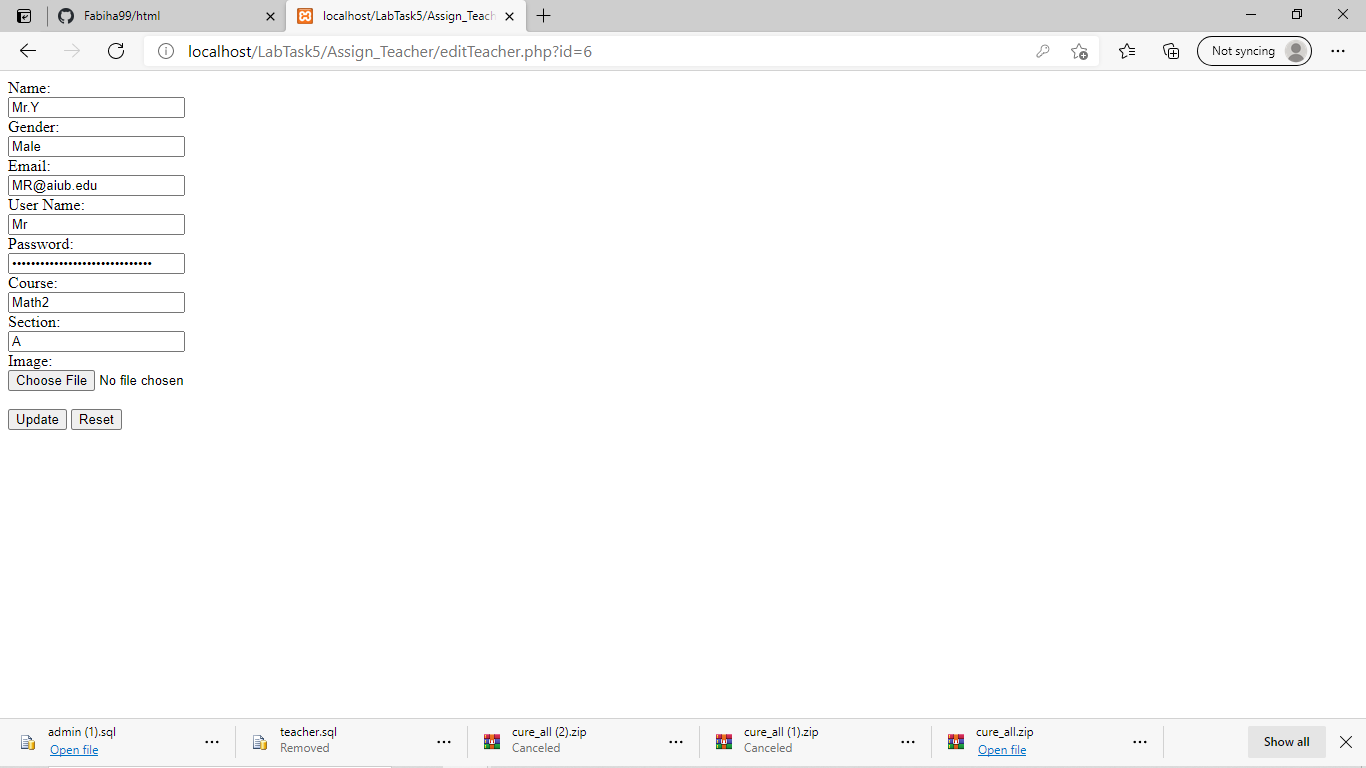 Fabiha99/html
localhost/LabTask5/Assign_Teach
localhost/LabTask5/Assign_Teacher/editTeacher.php?id=6
Not syncing
Name:
Mr.Y
Gender:
Male
Email:
MR@aiub.edu
User Name:
Mr
Password:
••••••••••••••••••••••••••••••
Course:
Math2
Section:
A
Image:
Choose File No file chosen
Update Reset
admin (1).sql
Open file
teacher.sql
Removed
cure_all (2).zip
Canceled
cure_all (1).zip
Canceled
cure_all.zip
Open file
Show all